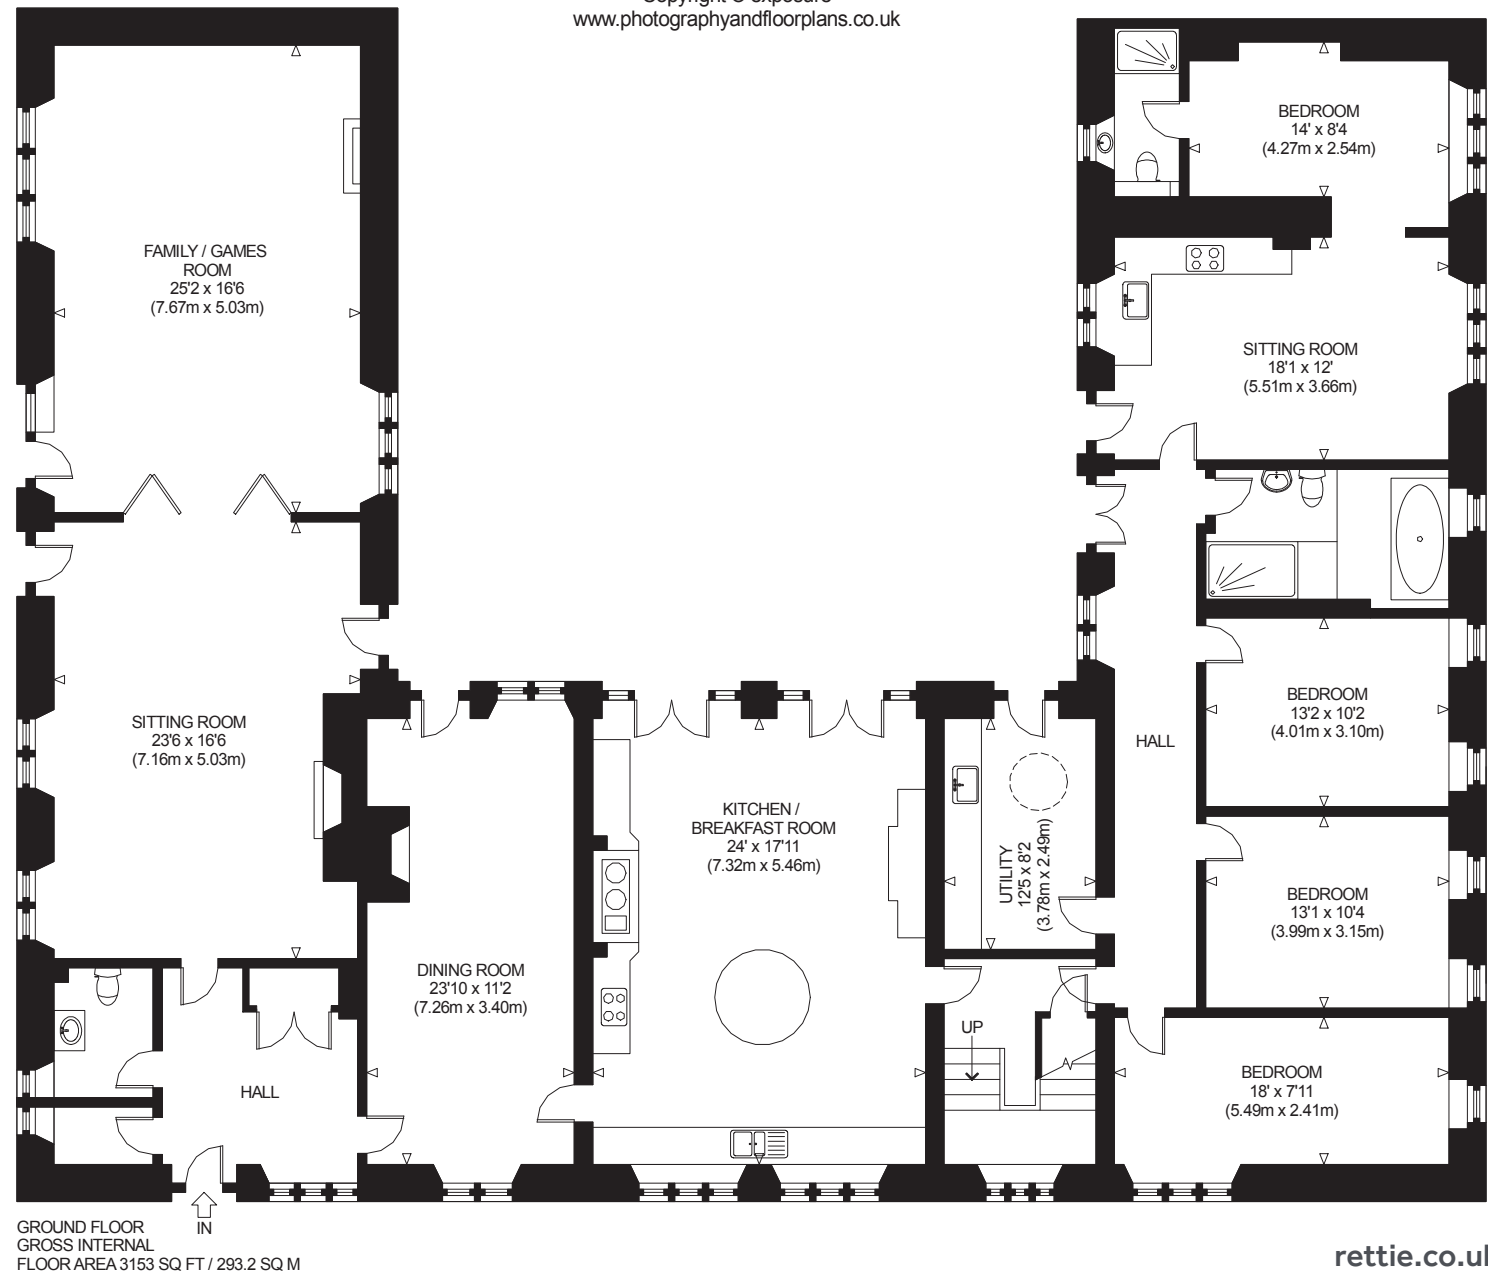 www.photographyandfloorplans.co.uk
FAMILY / GAMES
ROOM
25'2 x 16'6
(7.67m x 5.03m)
SITTING ROOM
23'6 x 16'6
(7.16m x 5.03m)
HALL
IN
DINING ROOM
23'10 x 11'2
(7.26m x 3.40m)
KITCHEN /
BREAKFAST ROOM
24' x 17'11
(7.32m x 5.46m)
UTILITY
12'5 x 8'2
(3.78m x 2.49m)
UP
HALL
BEDROOM
14' x 8'4
(4.27m x 2.54m)
SITTING ROOM
18'1 x 12'
(5.51m x 3.66m)
BEDROOM
13'2 x 10'2
(4.01m x 3.10m)
BEDROOM
13'1 x 10'4
(3.99m x 3.15m)
BEDROOM
18' x 7'11
(5.49m x 2.41m)
GROUND FLOOR
GROSS INTERNAL
FLOOR AREA 3153 SQ FT / 293.2 SQ M
rettie.co.uk